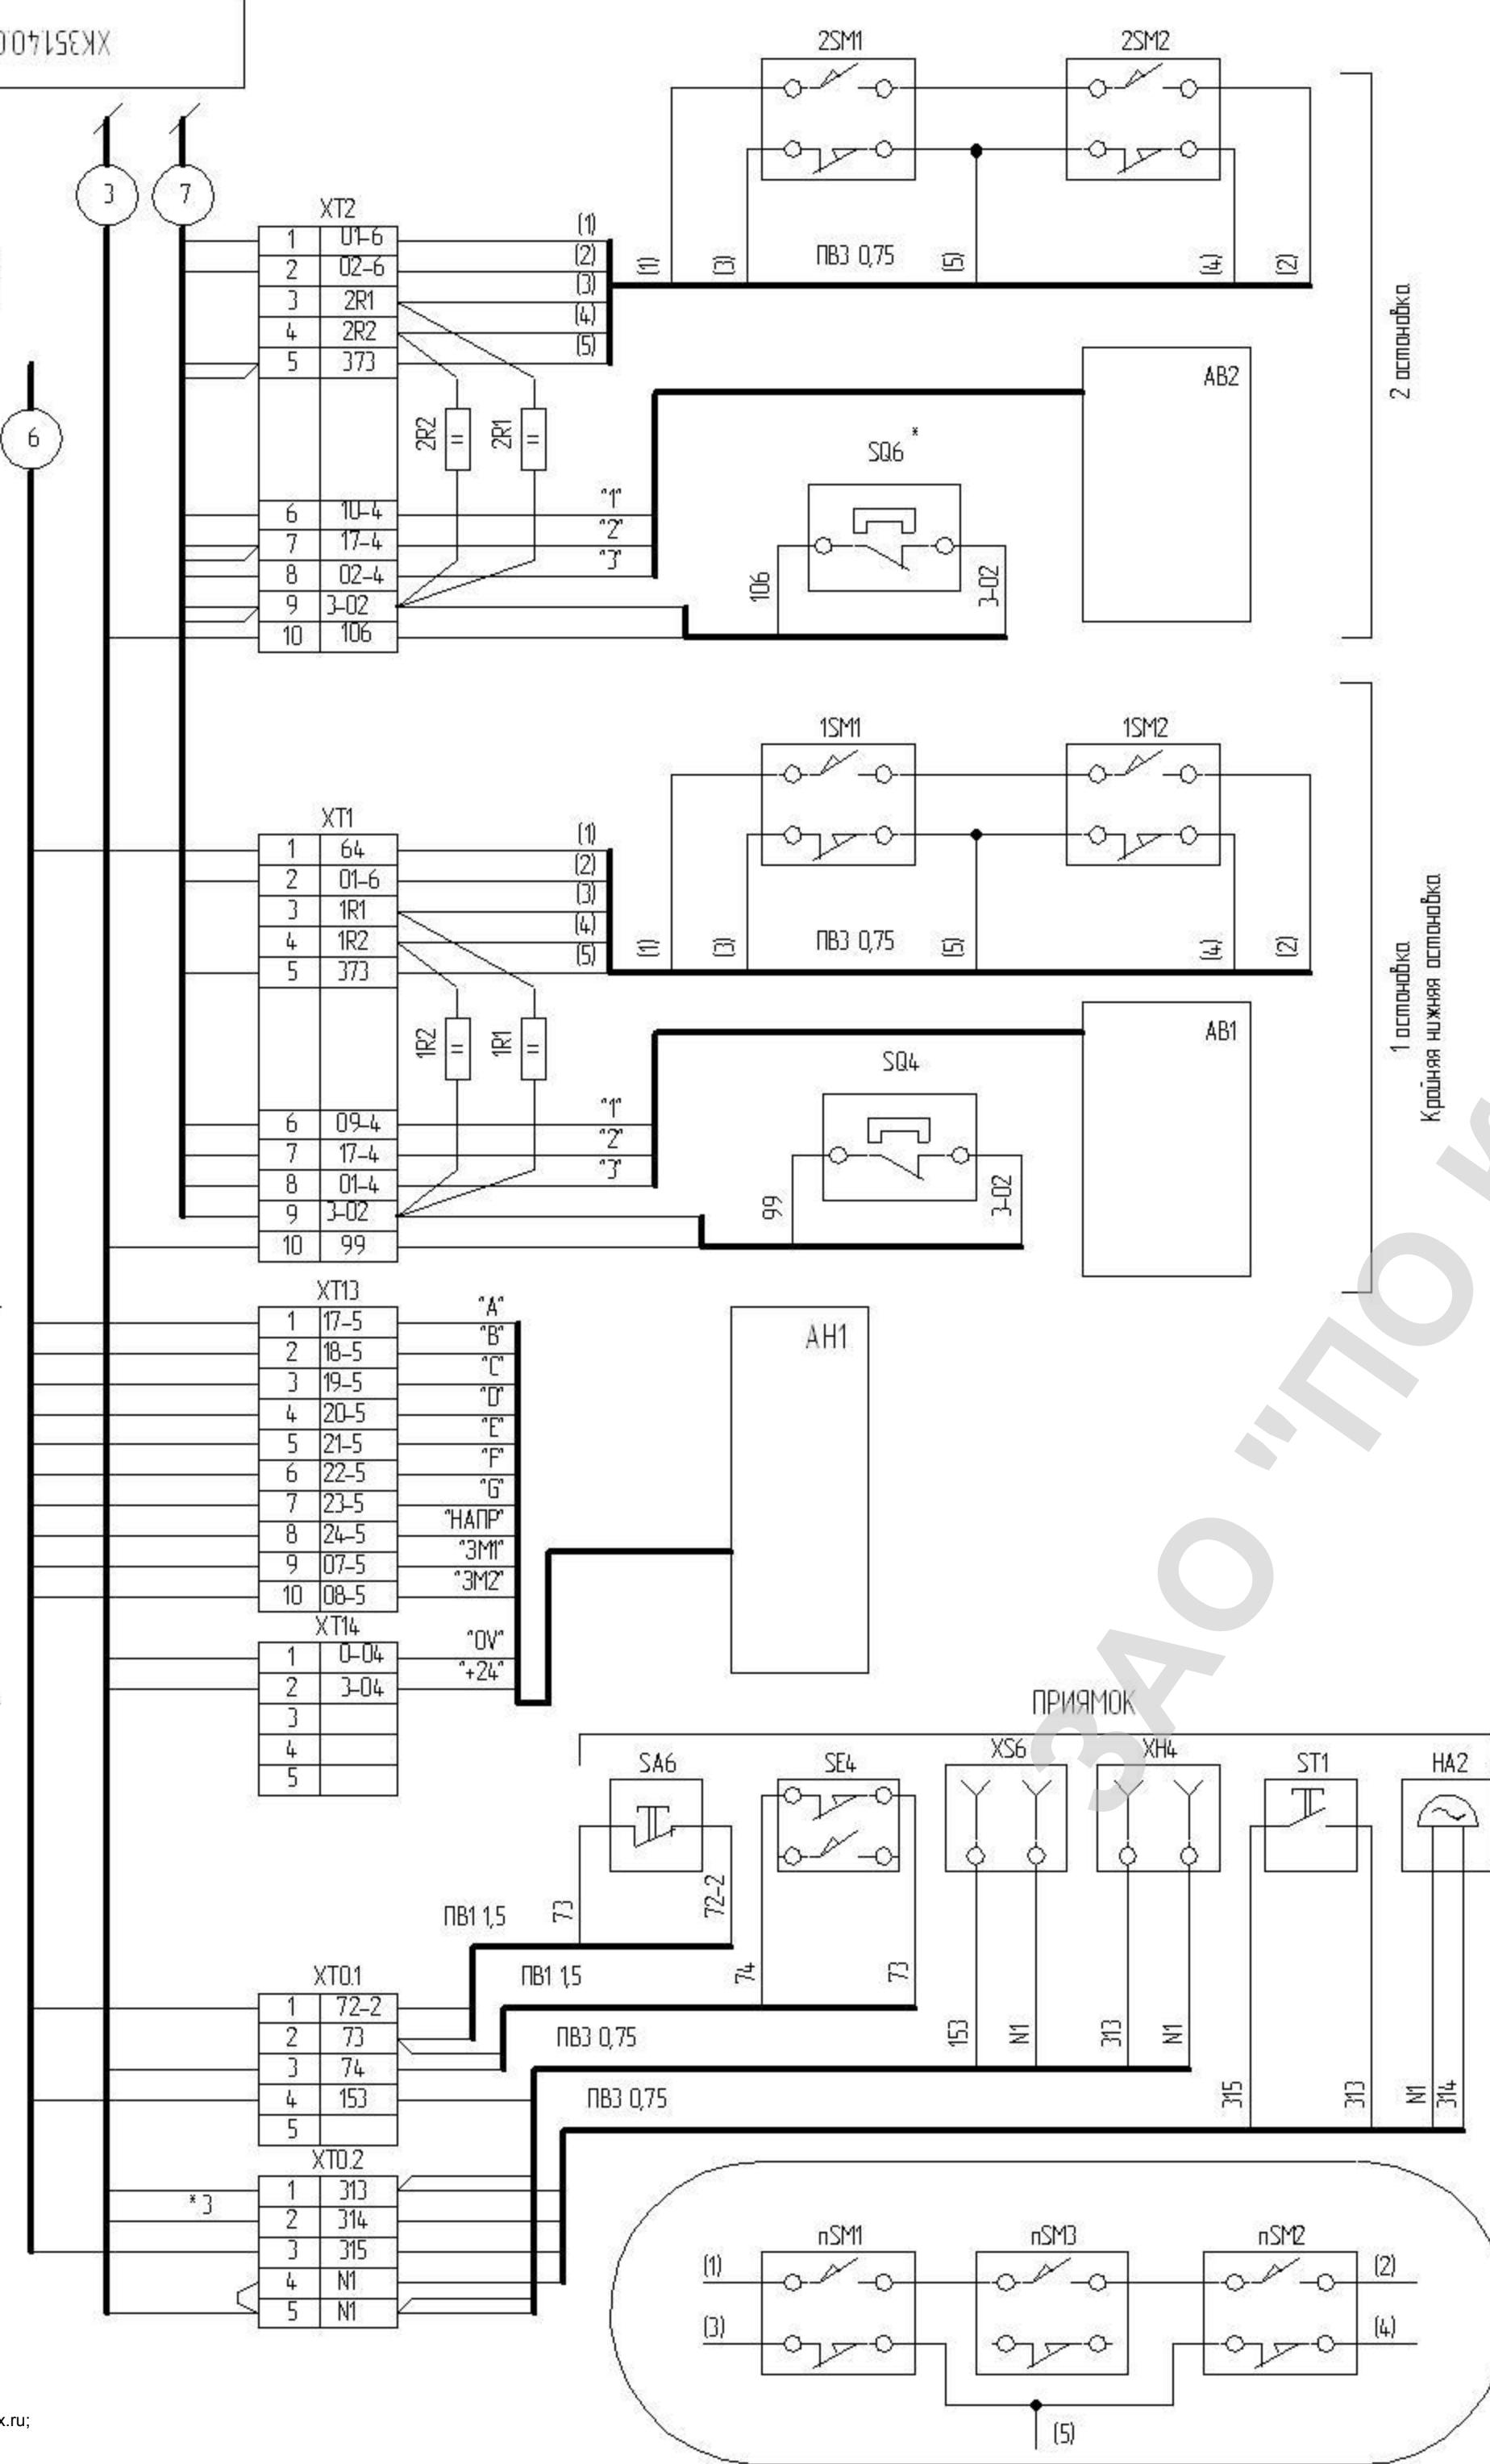 2SM1
2SM2
3
7
XT2
1 01-6 (1)
2 02-6 (2)
3 2R1 (3)
4 2R2 (4)
5 373 (5)
(1)
(3)
ПВ3 0,75
(5)
(4)
(2)
2 остановка
6
2R2
2R1
AB2
SQ6 *
6 10-4 "1"
7 17-4 "2"
8 02-4 "3"
9 3-02
10 106
106
3-02
1SM1
1SM2
XT1
1 64 (1)
2 01-6 (2)
3 1R1 (3)
4 1R2 (4)
5 373 (5)
(1)
(3)
ПВ3 0,75
(5)
(4)
(2)
1 остановка
Крайняя нижняя остановка
1R2
1R1
AB1
SQ4
6 09-4 "1"
7 17-4 "2"
8 01-4 "3"
9 3-02
10 99
99
3-02
XT13
1 17-5 "A"
2 18-5 "B"
3 19-5 "C"
4 20-5 "D"
5 21-5 "E"
6 22-5 "F"
7 23-5 "G"
8 24-5 "НАПР"
9 07-5 "ЗМ1"
10 08-5 "ЗМ2"
AH1
XT14
1 0-04 "0V"
2 3-04 "+24"
3
4
5
ЗАО "ПО
ПРИЯМОК
SA6
SE4
XS6
XH4
ST1
HA2
73
72-2
ПВ1 1,5
ПВ1 1,5
74
73
ПВ3 0,75
153
N1
313
N1
ПВ3 0,75
315
313
N1
314
XT0.1
1 72-2
2 73
3 74
4 153
5
XT0.2
* 3
1 313
2 314
3 315
4 N1
5 N1
nSM1
nSM3
nSM2
(1)
(2)
(3)
(4)
(5)
x.ru;